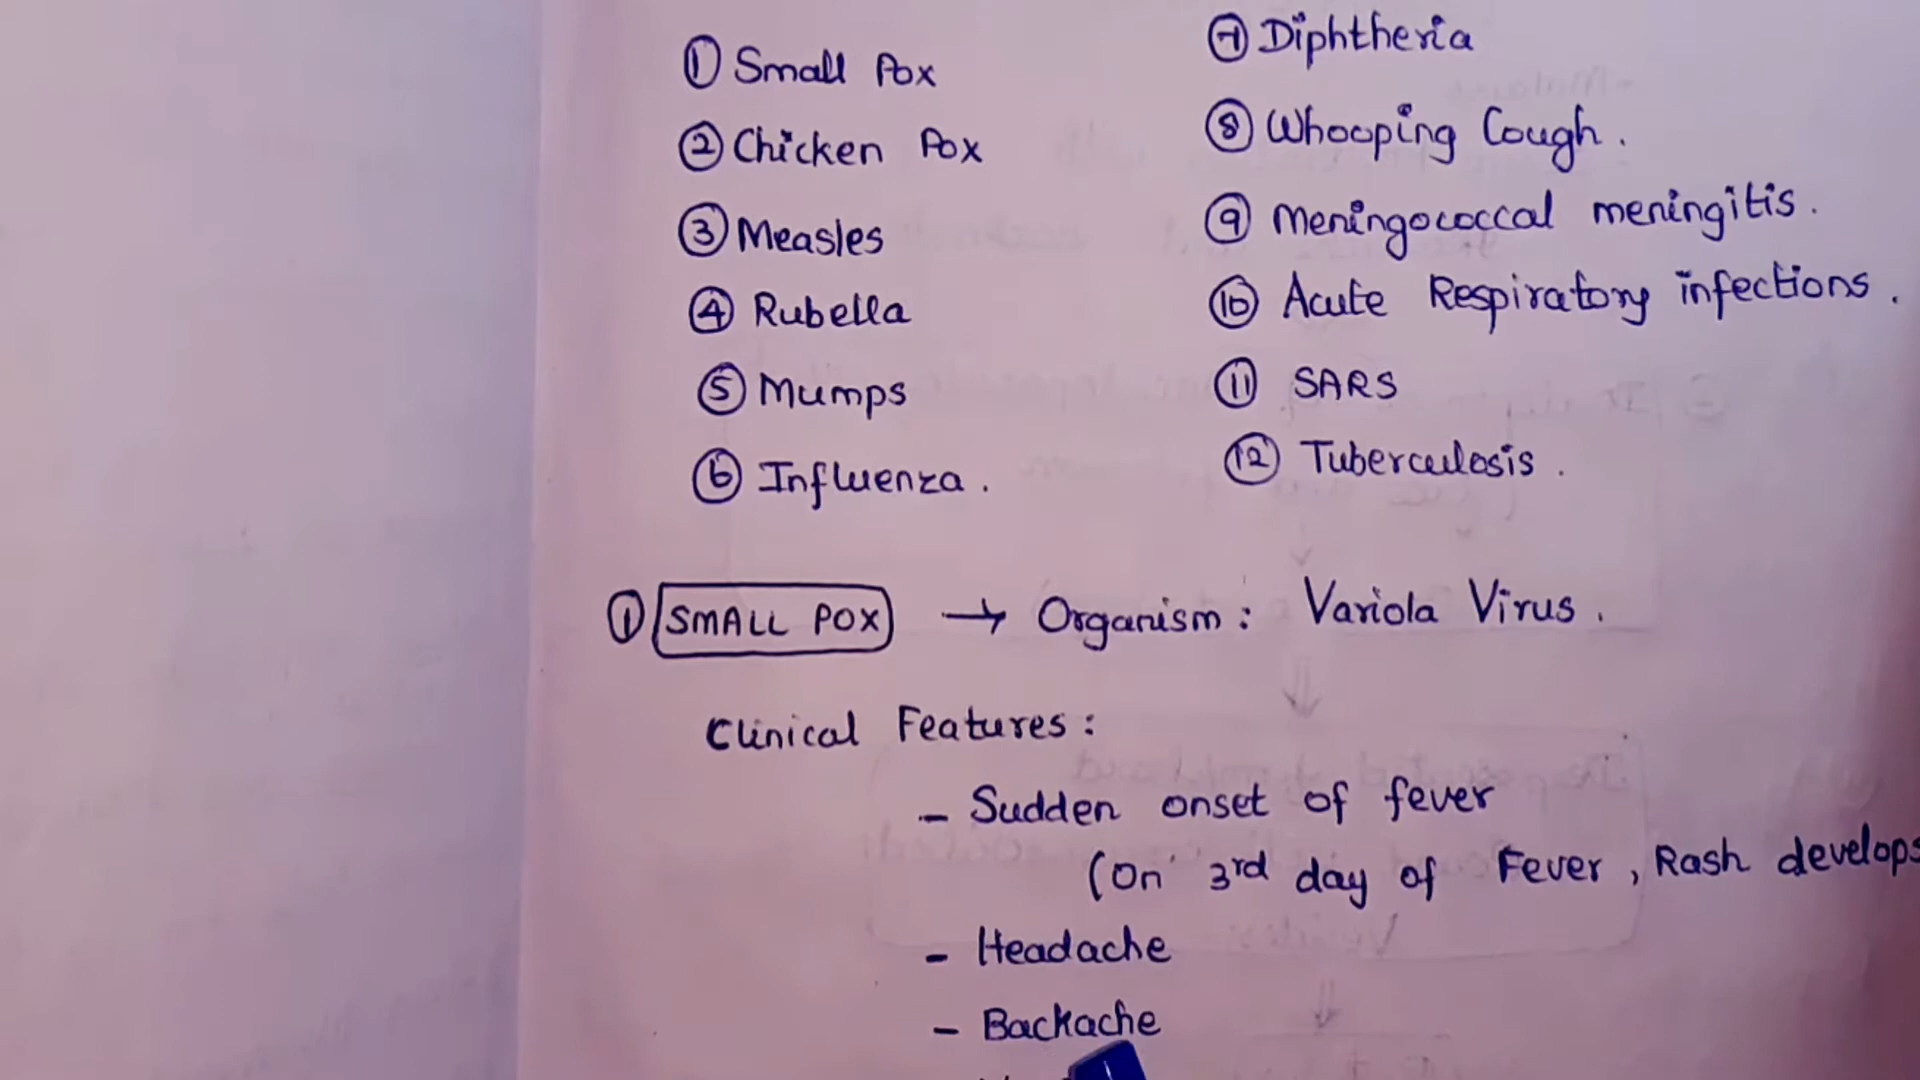 ① Small Pox
② Chicken Pox
③ Measles
④ Rubella
⑤ Mumps
⑥ Influenza.
⑦ Diphtheria
⑧ Whooping Cough.
⑨ Meningococcal meningitis.
⑩ Acute Respiratory infections.
⑪ SARS
⑫ Tuberculosis.
① SMALL POX → Organism: Variola Virus.
Clinical Features:
- Sudden onset of fever
(On 3rd day of Fever, Rash develops
- Headache
- Backache